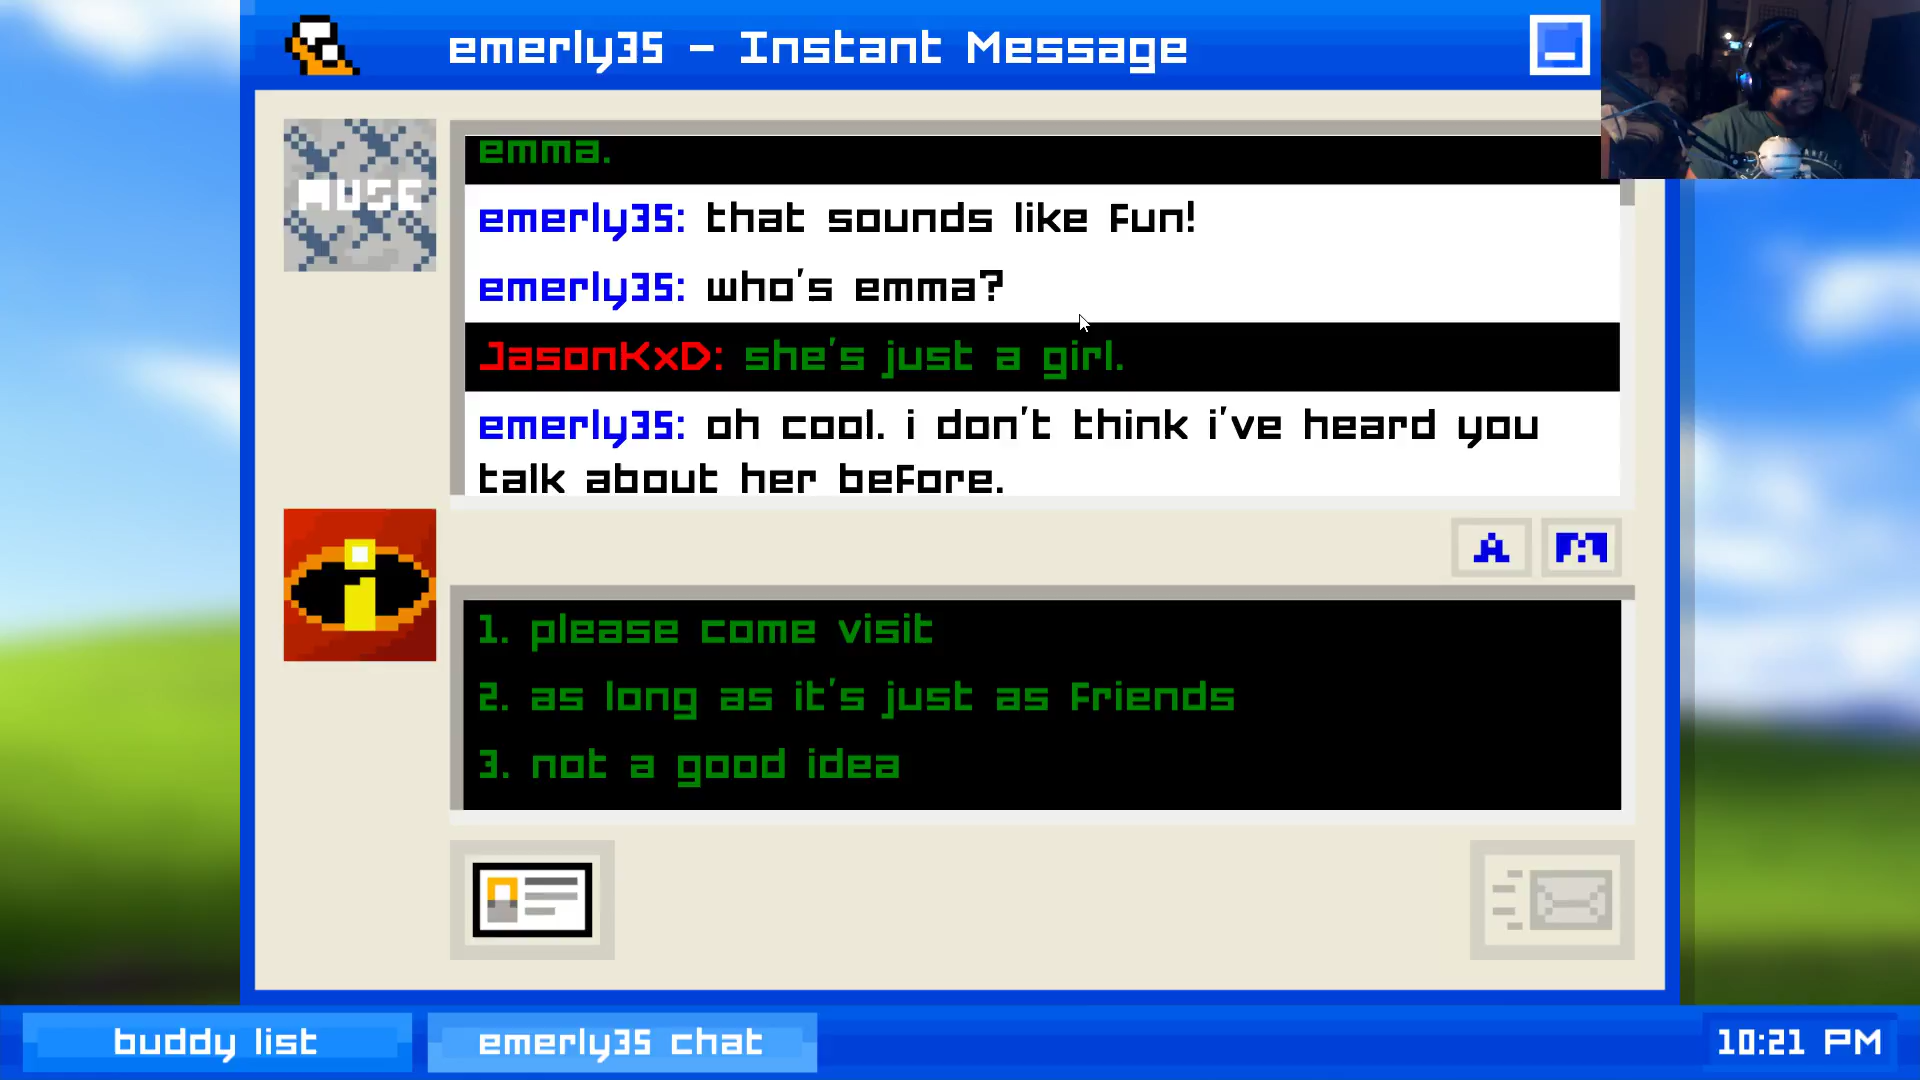 emerly35 - Instant Message
MUSE
emma.
emerly35: that sounds like fun!
emerly35: who's emma?
JasonKxD: she's just a girl.
emerly35: oh cool. i don't think i've heard you
talk about her before.
A
1. please come visit
2. as long as it's just as friends
3. not a good idea
buddy list
emerly35 chat
10:21 PM